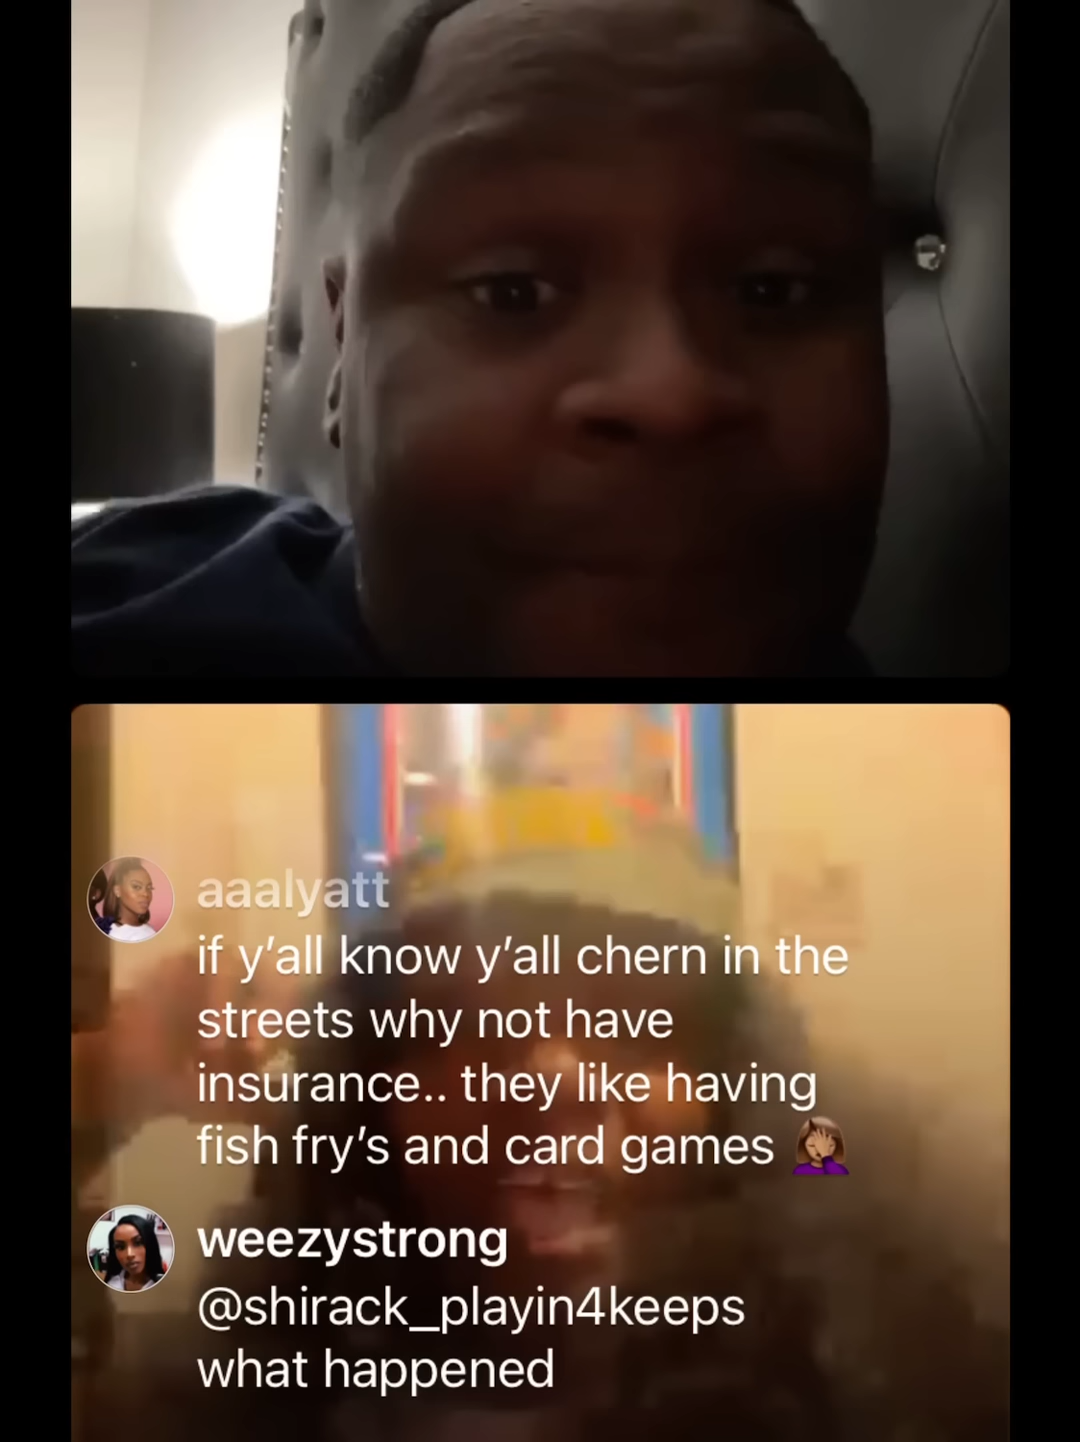 aaalyatt
if y’all know y’all chern in the
streets why not have
insurance.. they like having
fish fry’s and card games 🤦🏽‍♀️
weezystrong
@shirack_playin4keeps
what happened